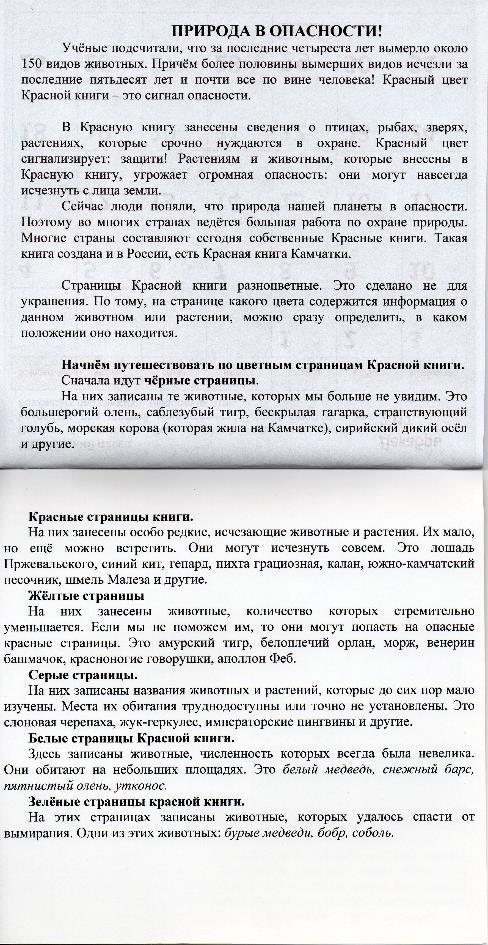 ПРИРОДА В ОПАСНОСТИ!
Учёные подсчитали, что за последние четыреста лет вымерло около
150 видов животных. Причём более половины вымерших видов исчезли за
последние пятьдесят лет и почти все по вине человека! Красный цвет
Красной книги – это сигнал опасности.
В Красную книгу занесены сведения о птицах, рыбах, зверях,
растениях, которые срочно нуждаются в охране. Красный цвет
сигнализирует: защити! Растениям и животным, которые внесены в
Красную книгу, угрожает огромная опасность: они могут навсегда
исчезнуть с лица земли.
Сейчас люди поняли, что природа нашей планеты в опасности.
Поэтому во многих странах ведётся большая работа по охране природы.
Многие страны составляют сегодня собственные Красные книги. Такая
книга создана и в России, есть Красная книга Камчатки.
Страницы Красной книги разноцветные. Это сделано не для
украшения. По тому, на странице какого цвета содержится информация о
данном животном или растении, можно сразу определить, в каком
положении оно находится.
Начнём путешествовать по цветным страницам Красной книги.
Сначала идут чёрные страницы.
На них записаны те животные, которых мы больше не увидим. Это
большерогий олень, саблезубый тигр, бескрылая гагарка, странствующий
голубь, морская корова (которая жила на Камчатке), сирийский дикий осёл
и другие.
Красные страницы книги.
На них занесены особо редкие, исчезающие животные и растения. Их мало,
но ещё можно встретить. Они могут исчезнуть совсем. Это лошадь
Пржевальского, синий кит, гепард, пихта грациозная, калан, южно-камчатский
песочник, шмель Малеза и другие.
Жёлтые страницы
На них занесены животные, количество которых стремительно
уменьшается. Если мы не поможем им, то они могут попасть на опасные
красные страницы. Это амурский тигр, белоплечий орлан, морж, венерин
башмачок, красноногие говорушки, аполлон Феб.
Серые страницы.
На них записаны названия животных и растений, которые до сих пор мало
изучены. Места их обитания труднодоступны или точно не установлены. Это
слоновая черепаха, жук-геркулес, императорские пингвины и другие.
Белые страницы Красной книги.
Здесь записаны животные, численность которых всегда была невелика.
Они обитают на небольших площадях. Это белый медведь, снежный барс,
пятнистый олень, утконос.
Зелёные страницы красной книги.
На этих страницах записаны животные, которых удалось спасти от
вымирания. Одни из этих животных: бурые медведи, бобр, соболь.